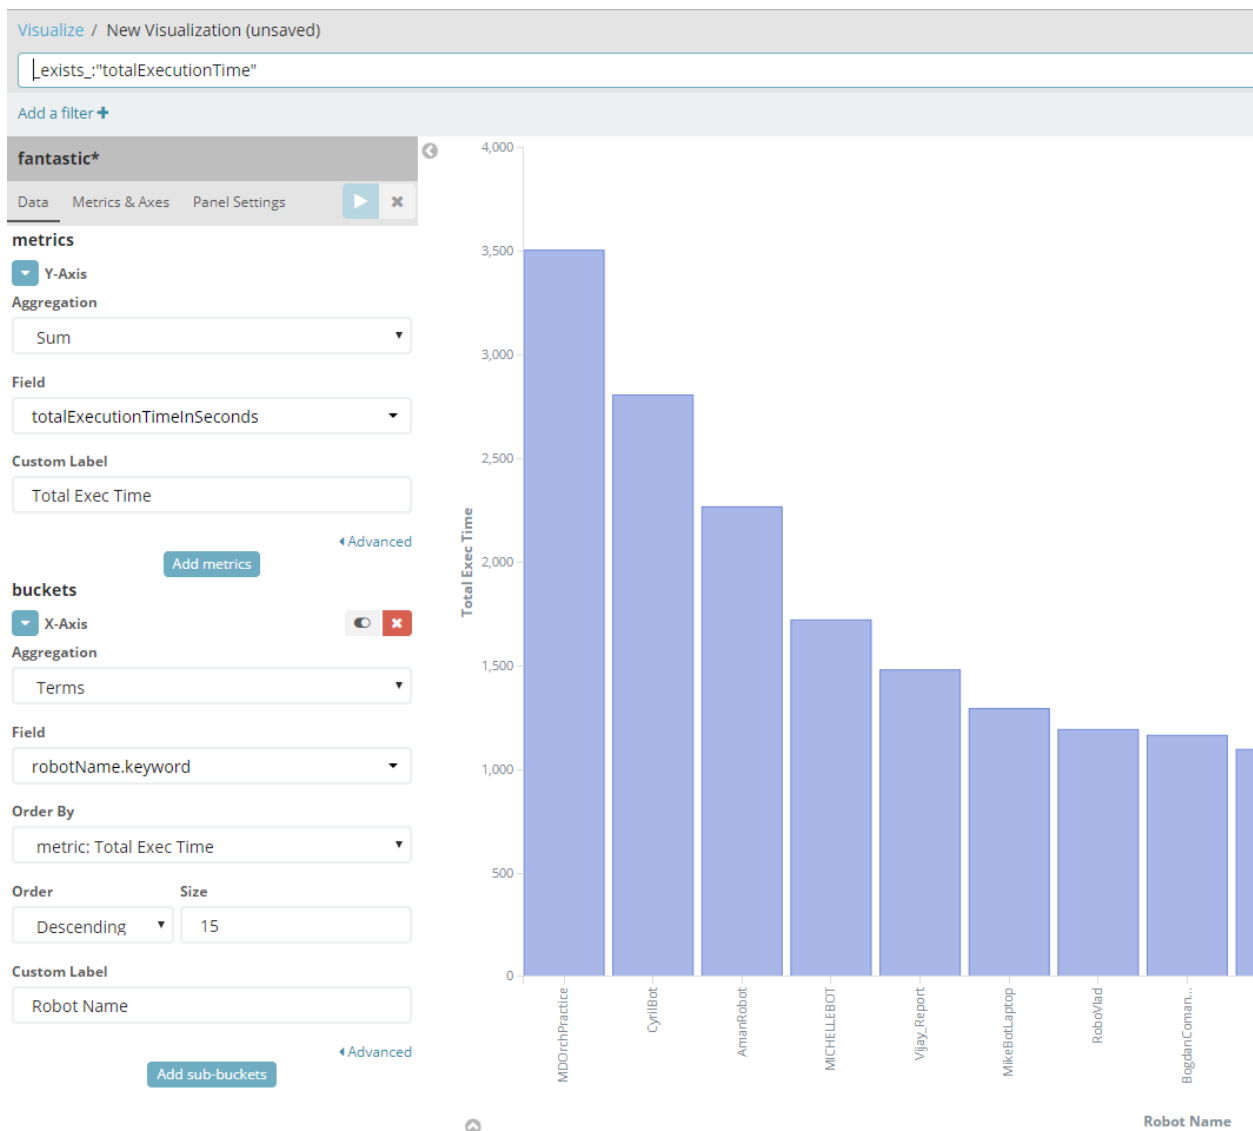 Visualize / New Visualization (unsaved)
_exists_:"totalExecutionTime"
Add a filter +
fantastic*
Data Metrics & Axes Panel Settings
metrics
Y-Axis
Aggregation
Sum
Field
totalExecutionTimeInSeconds
Custom Label
Total Exec Time
Advanced
Add metrics
buckets
X-Axis
Aggregation
Terms
Field
robotName.keyword
Order By
metric: Total Exec Time
Order Size
Descending 15
Custom Label
Robot Name
Advanced
Add sub-buckets
Total Exec Time
4,000
3,500
3,000
2,500
2,000
1,500
1,000
500
0
MDOrchPractice
CyrilBot
AmanRobot
MICHELLEBOT
Vijay_Report
MikeBotLaptop
RoboVlad
BogdanComan...
Robot Name